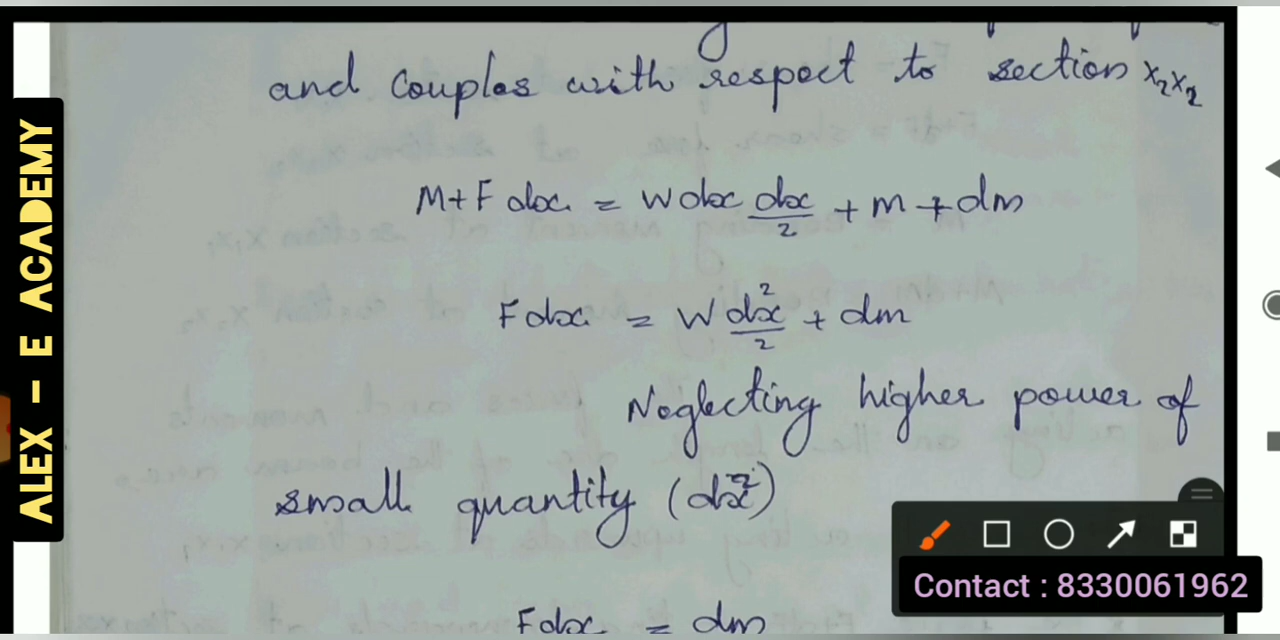 and couples with respect to section x₂x₂
M+F dx. = w dx dx/2 + m + dm
F dx. = w dx²/2 + dm
Neglecting higher power of
small quantity (dx²)
F dx = dm
ALEX – E ACADEMY
Contact : 8330061962